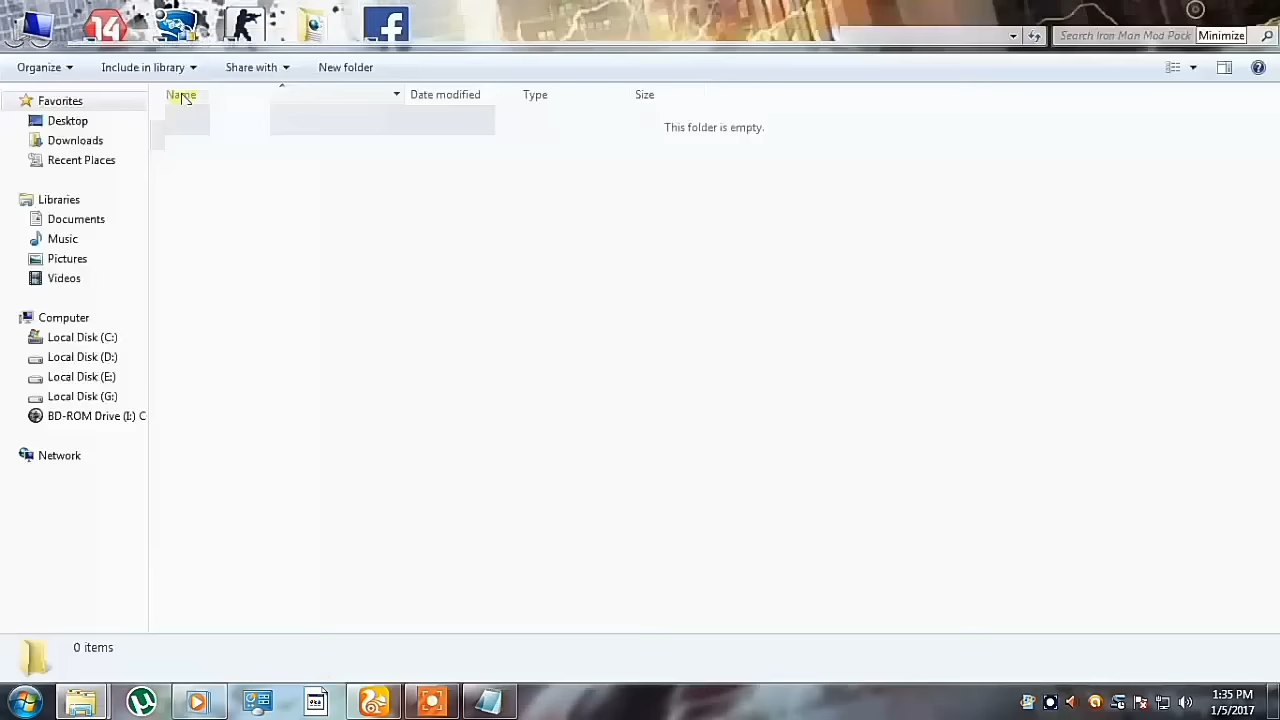 14
Search Iron Man Mod Pack Minimize
Organize Include in library Share with New folder
Name Date modified Type Size
This folder is empty.
Favorites
Desktop
Downloads
Recent Places
Libraries
Documents
Music
Pictures
Videos
Computer
Local Disk (C:)
Local Disk (D:)
Local Disk (E:)
Local Disk (G:)
BD-ROM Drive (I:) C
Network
0 items
1:35 PM
1/5/2017